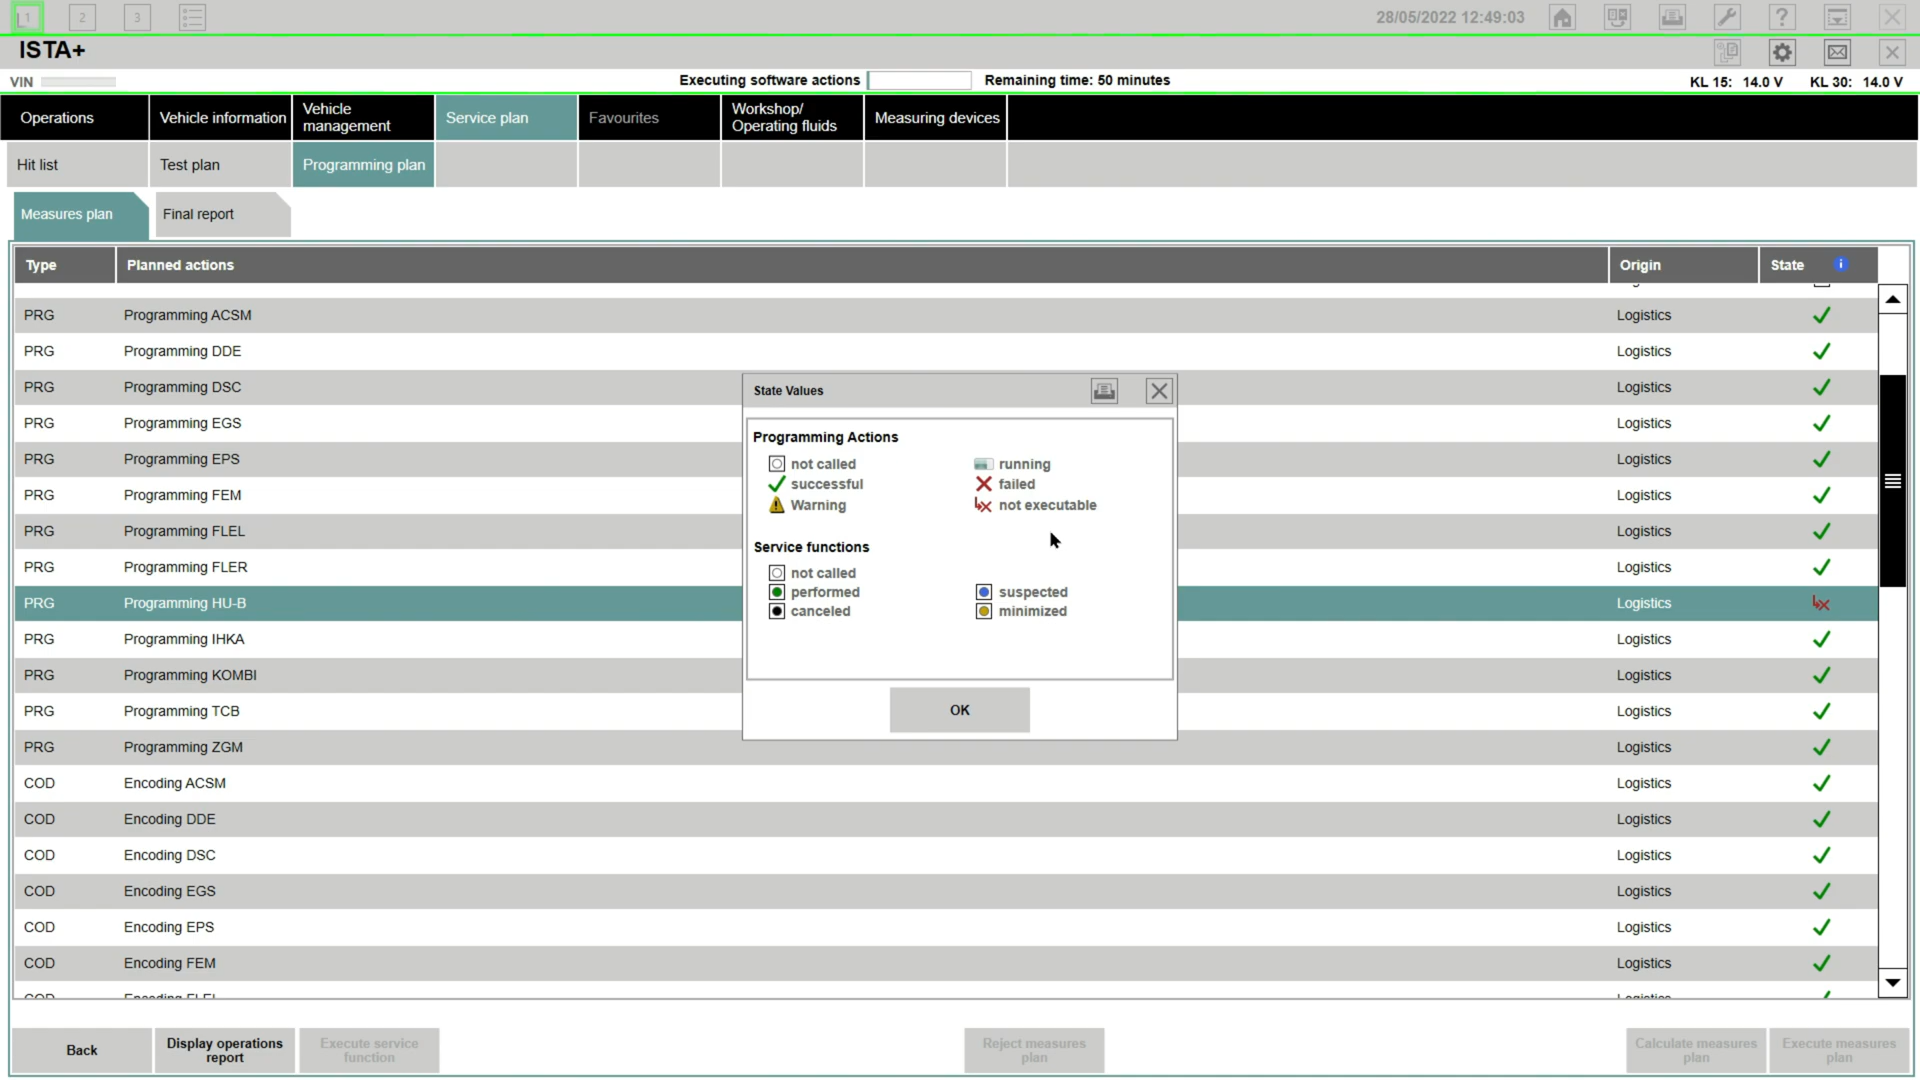 1 2 3 28/05/2022 12:49:03 ?
ISTA+
VIN Executing software actions Remaining time: 50 minutes KL 15: 14.0 V KL 30: 14.0 V
Operations Vehicle information Vehicle management Service plan Favourites Workshop/ Operating fluids Measuring devices
Hit list Test plan Programming plan
Measures plan Final report
Type Planned actions Origin State i
PRG Programming ACSM Logistics
PRG Programming DDE Logistics
PRG Programming DSC Logistics
PRG Programming EGS Logistics
PRG Programming EPS Logistics
PRG Programming FEM Logistics
PRG Programming FLEL Logistics
PRG Programming FLER Logistics
PRG Programming HU-B Logistics
PRG Programming IHKA Logistics
PRG Programming KOMBI Logistics
PRG Programming TCB Logistics
PRG Programming ZGM Logistics
COD Encoding ACSM Logistics
COD Encoding DDE Logistics
COD Encoding DSC Logistics
COD Encoding EGS Logistics
COD Encoding EPS Logistics
COD Encoding FEM Logistics
State Values
Programming Actions
not called running
successful failed
Warning not executable
Service functions
not called
performed suspected
canceled minimized
OK
Back Display operations report Execute service function Reject measures plan Calculate measures plan Execute measures plan